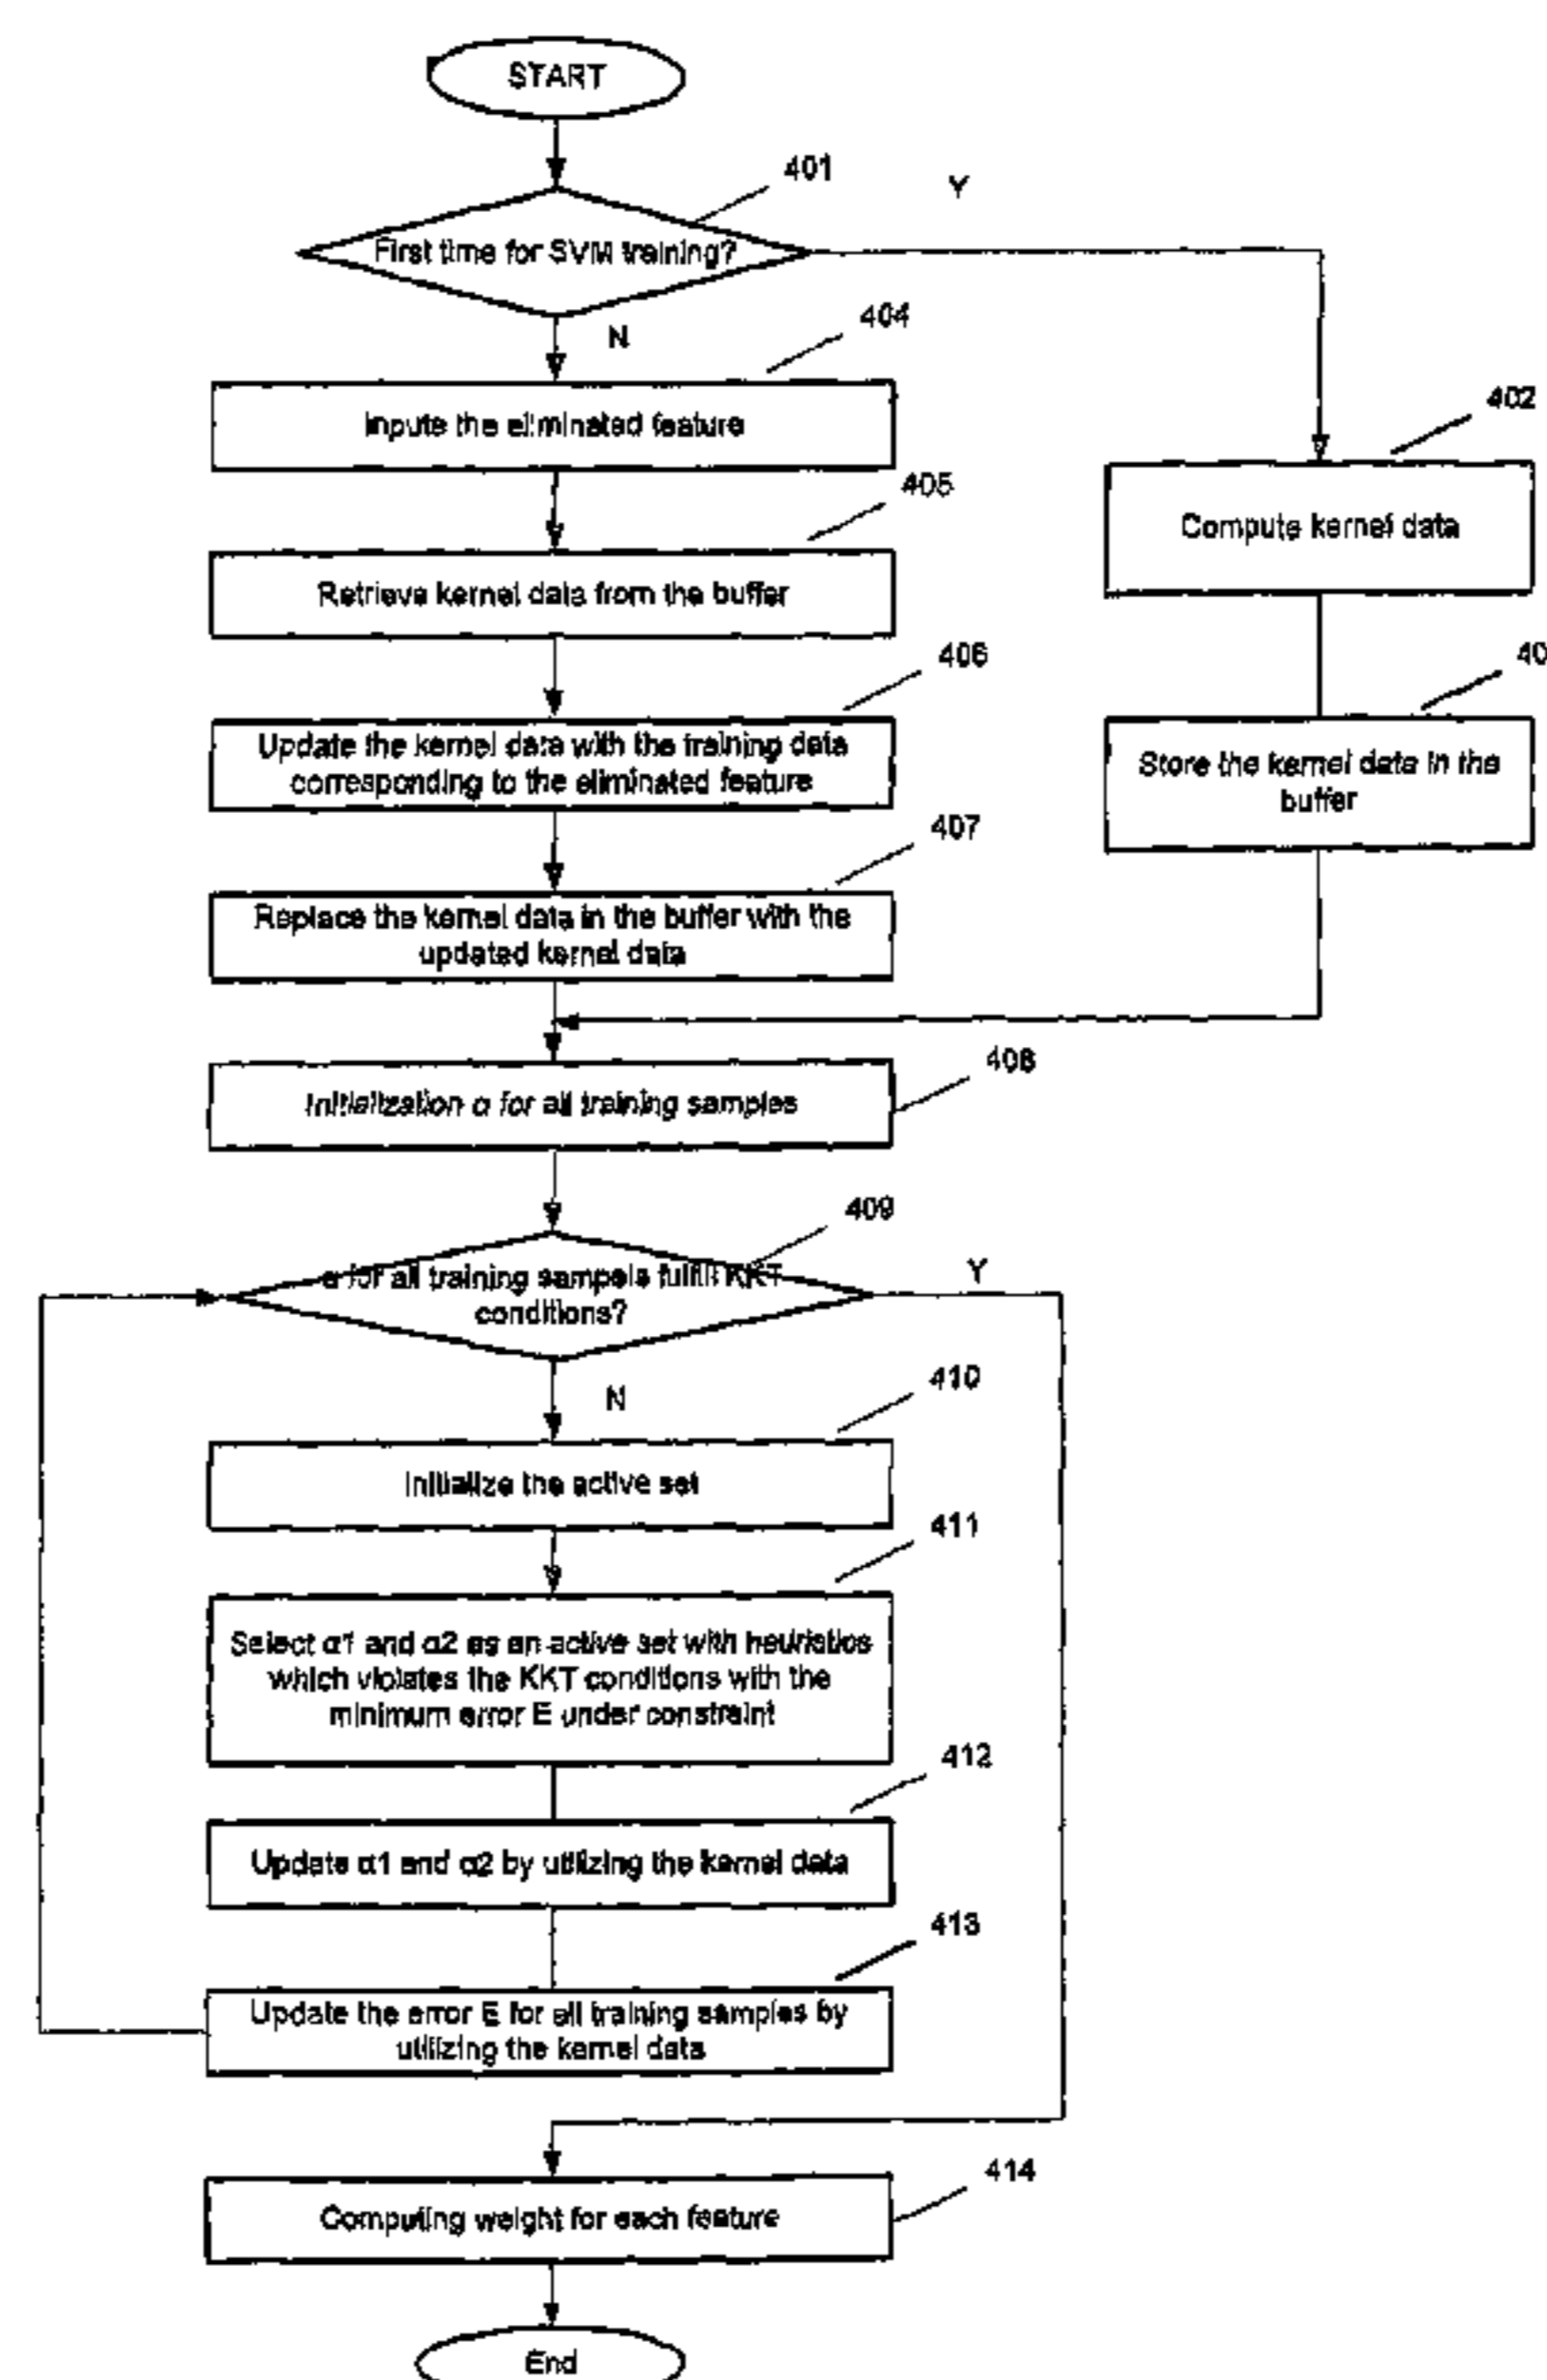 START
401
Y
First time for SVM training?
404
N
402
Inpute the eliminated feature
405
Compute kernel data
Retrieve kernel data from the buffer
406
40
Update the kernel data with the training data
corresponding to the eliminated feature
Store the kernel data in the
buffer
407
Replace the kernel data in the buffer with the
updated kernel data
408
Initialization α for all training samples
409
α for all training sampels fulfill KKT
conditions?
Y
410
N
Initialize the active set
411
Select α1 and α2 as an active set with heuristics
which violates the KKT conditions with the
minimum error E under constraint
412
Update α1 and α2 by utilizing the kernel data
413
Update the error E for all training samples by
utilizing the kernel data
414
Computing weight for each feature
End